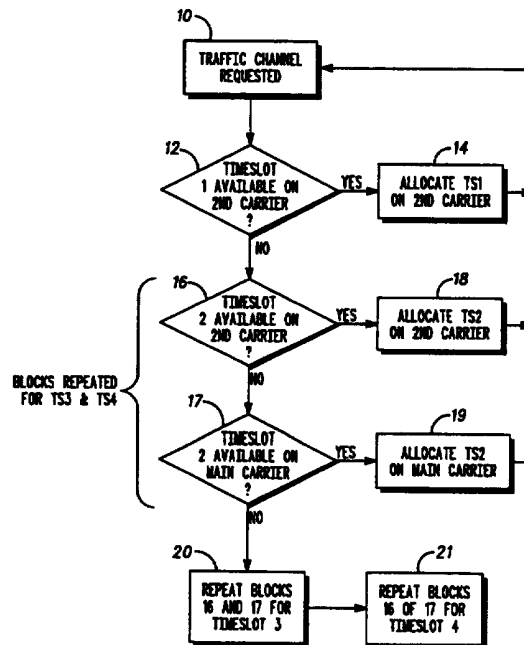 10
TRAFFIC CHANNEL
REQUESTED
12
TIMESLOT
1 AVAILABLE ON
2ND CARRIER
?
YES
NO
14
ALLOCATE TS1
ON 2ND CARRIER
16
TIMESLOT
2 AVAILABLE ON
2ND CARRIER
?
YES
NO
18
ALLOCATE TS2
ON 2ND CARRIER
BLOCKS REPEATED
FOR TS3 & TS4
17
TIMESLOT
2 AVAILABLE ON
MAIN CARRIER
?
YES
NO
19
ALLOCATE TS2
ON MAIN CARRIER
20
REPEAT BLOCKS
16 AND 17 FOR
TIMESLOT 3
21
REPEAT BLOCKS
16 OF 17 FOR
TIMESLOT 4